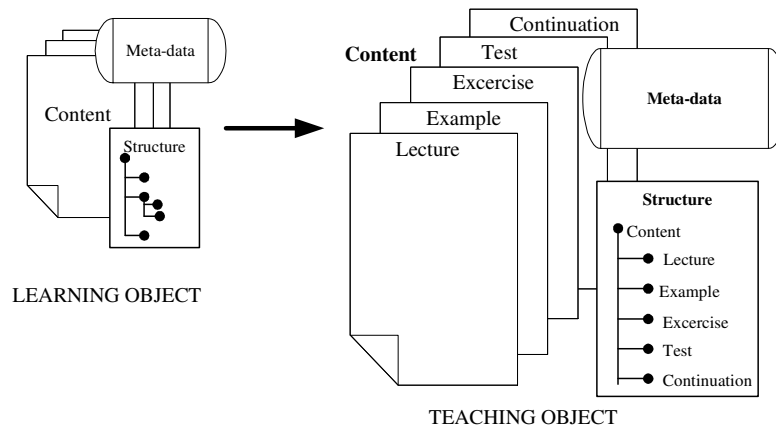 Meta-data
Content
Structure
LEARNING OBJECT
Content
Continuation
Test
Excercise
Example
Lecture
Meta-data
Structure
Content
Lecture
Example
Excercise
Test
Continuation
TEACHING OBJECT